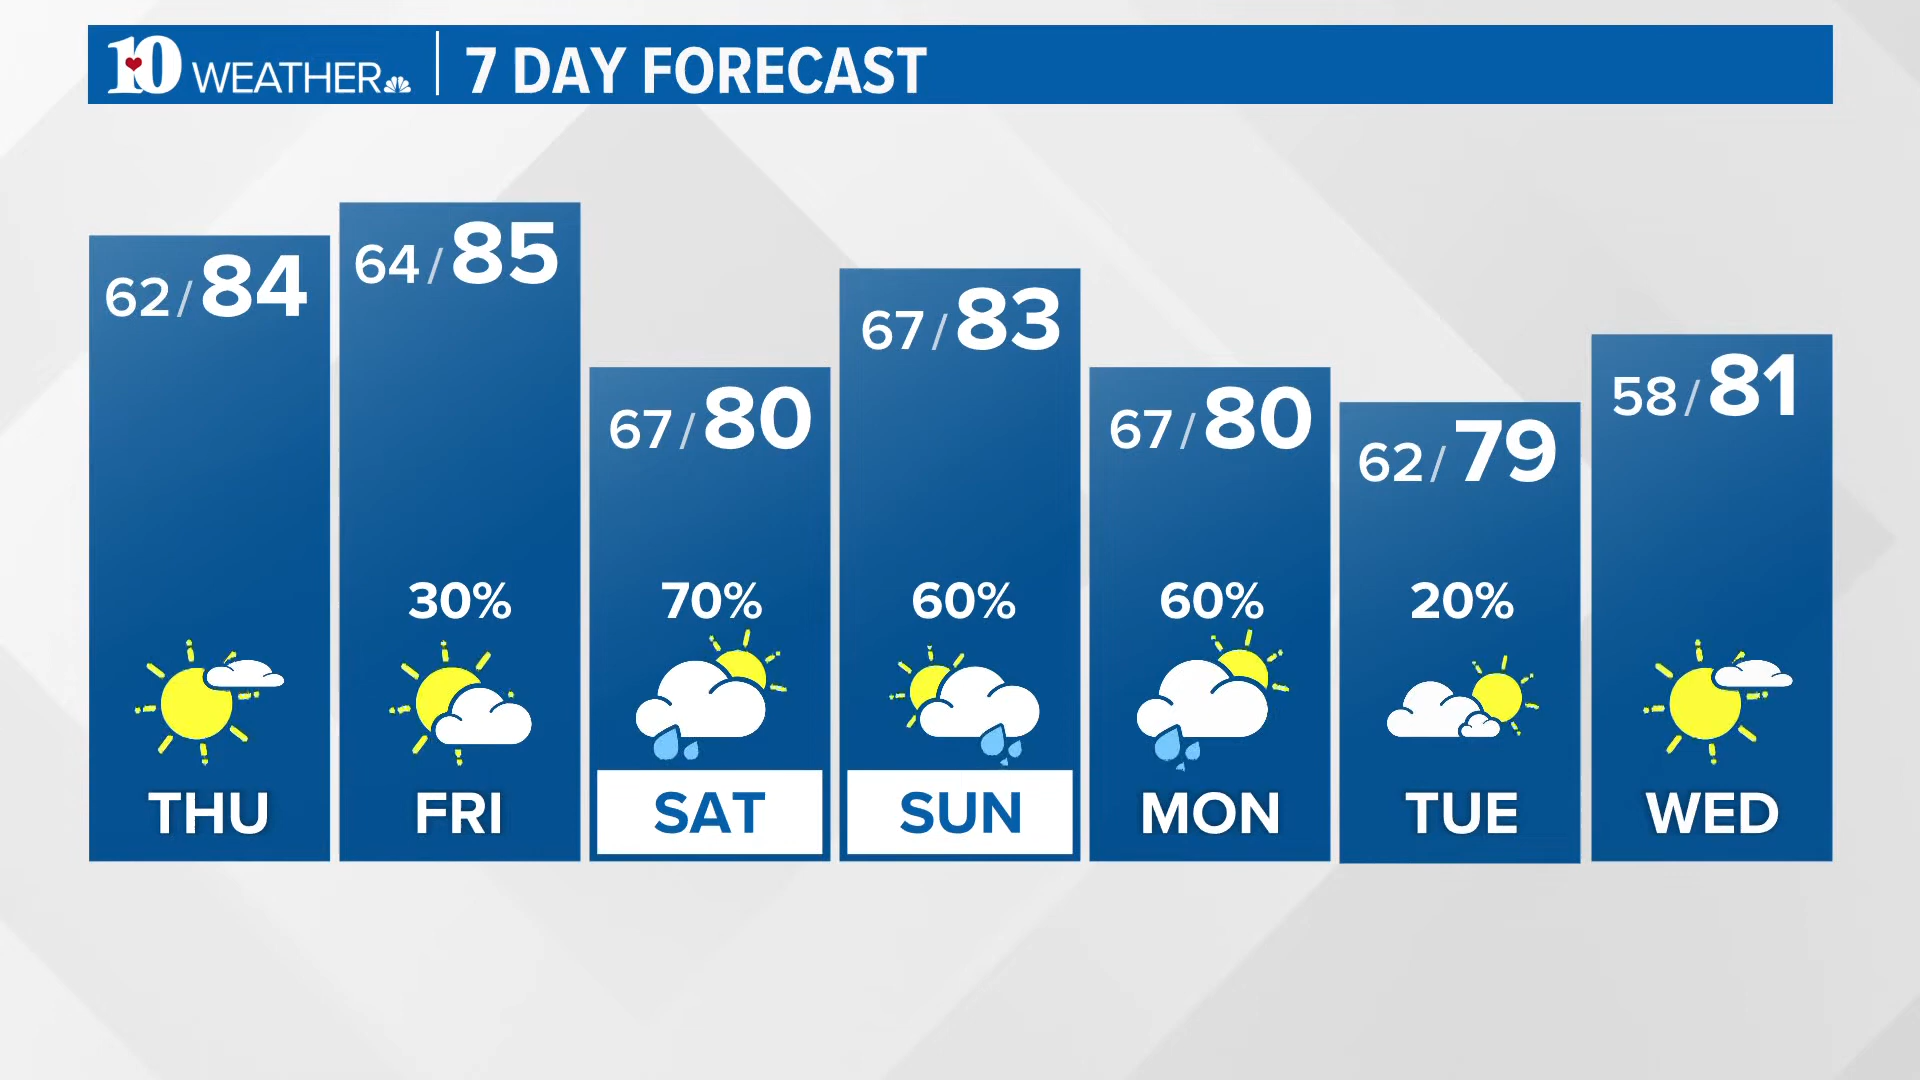 10 WEATHER 7 DAY FORECAST
62/84
64/85
67/80
67/83
67/80
62/79
58/81
30%
70%
60%
60%
20%
THU
FRI
SAT
SUN
MON
TUE
WED